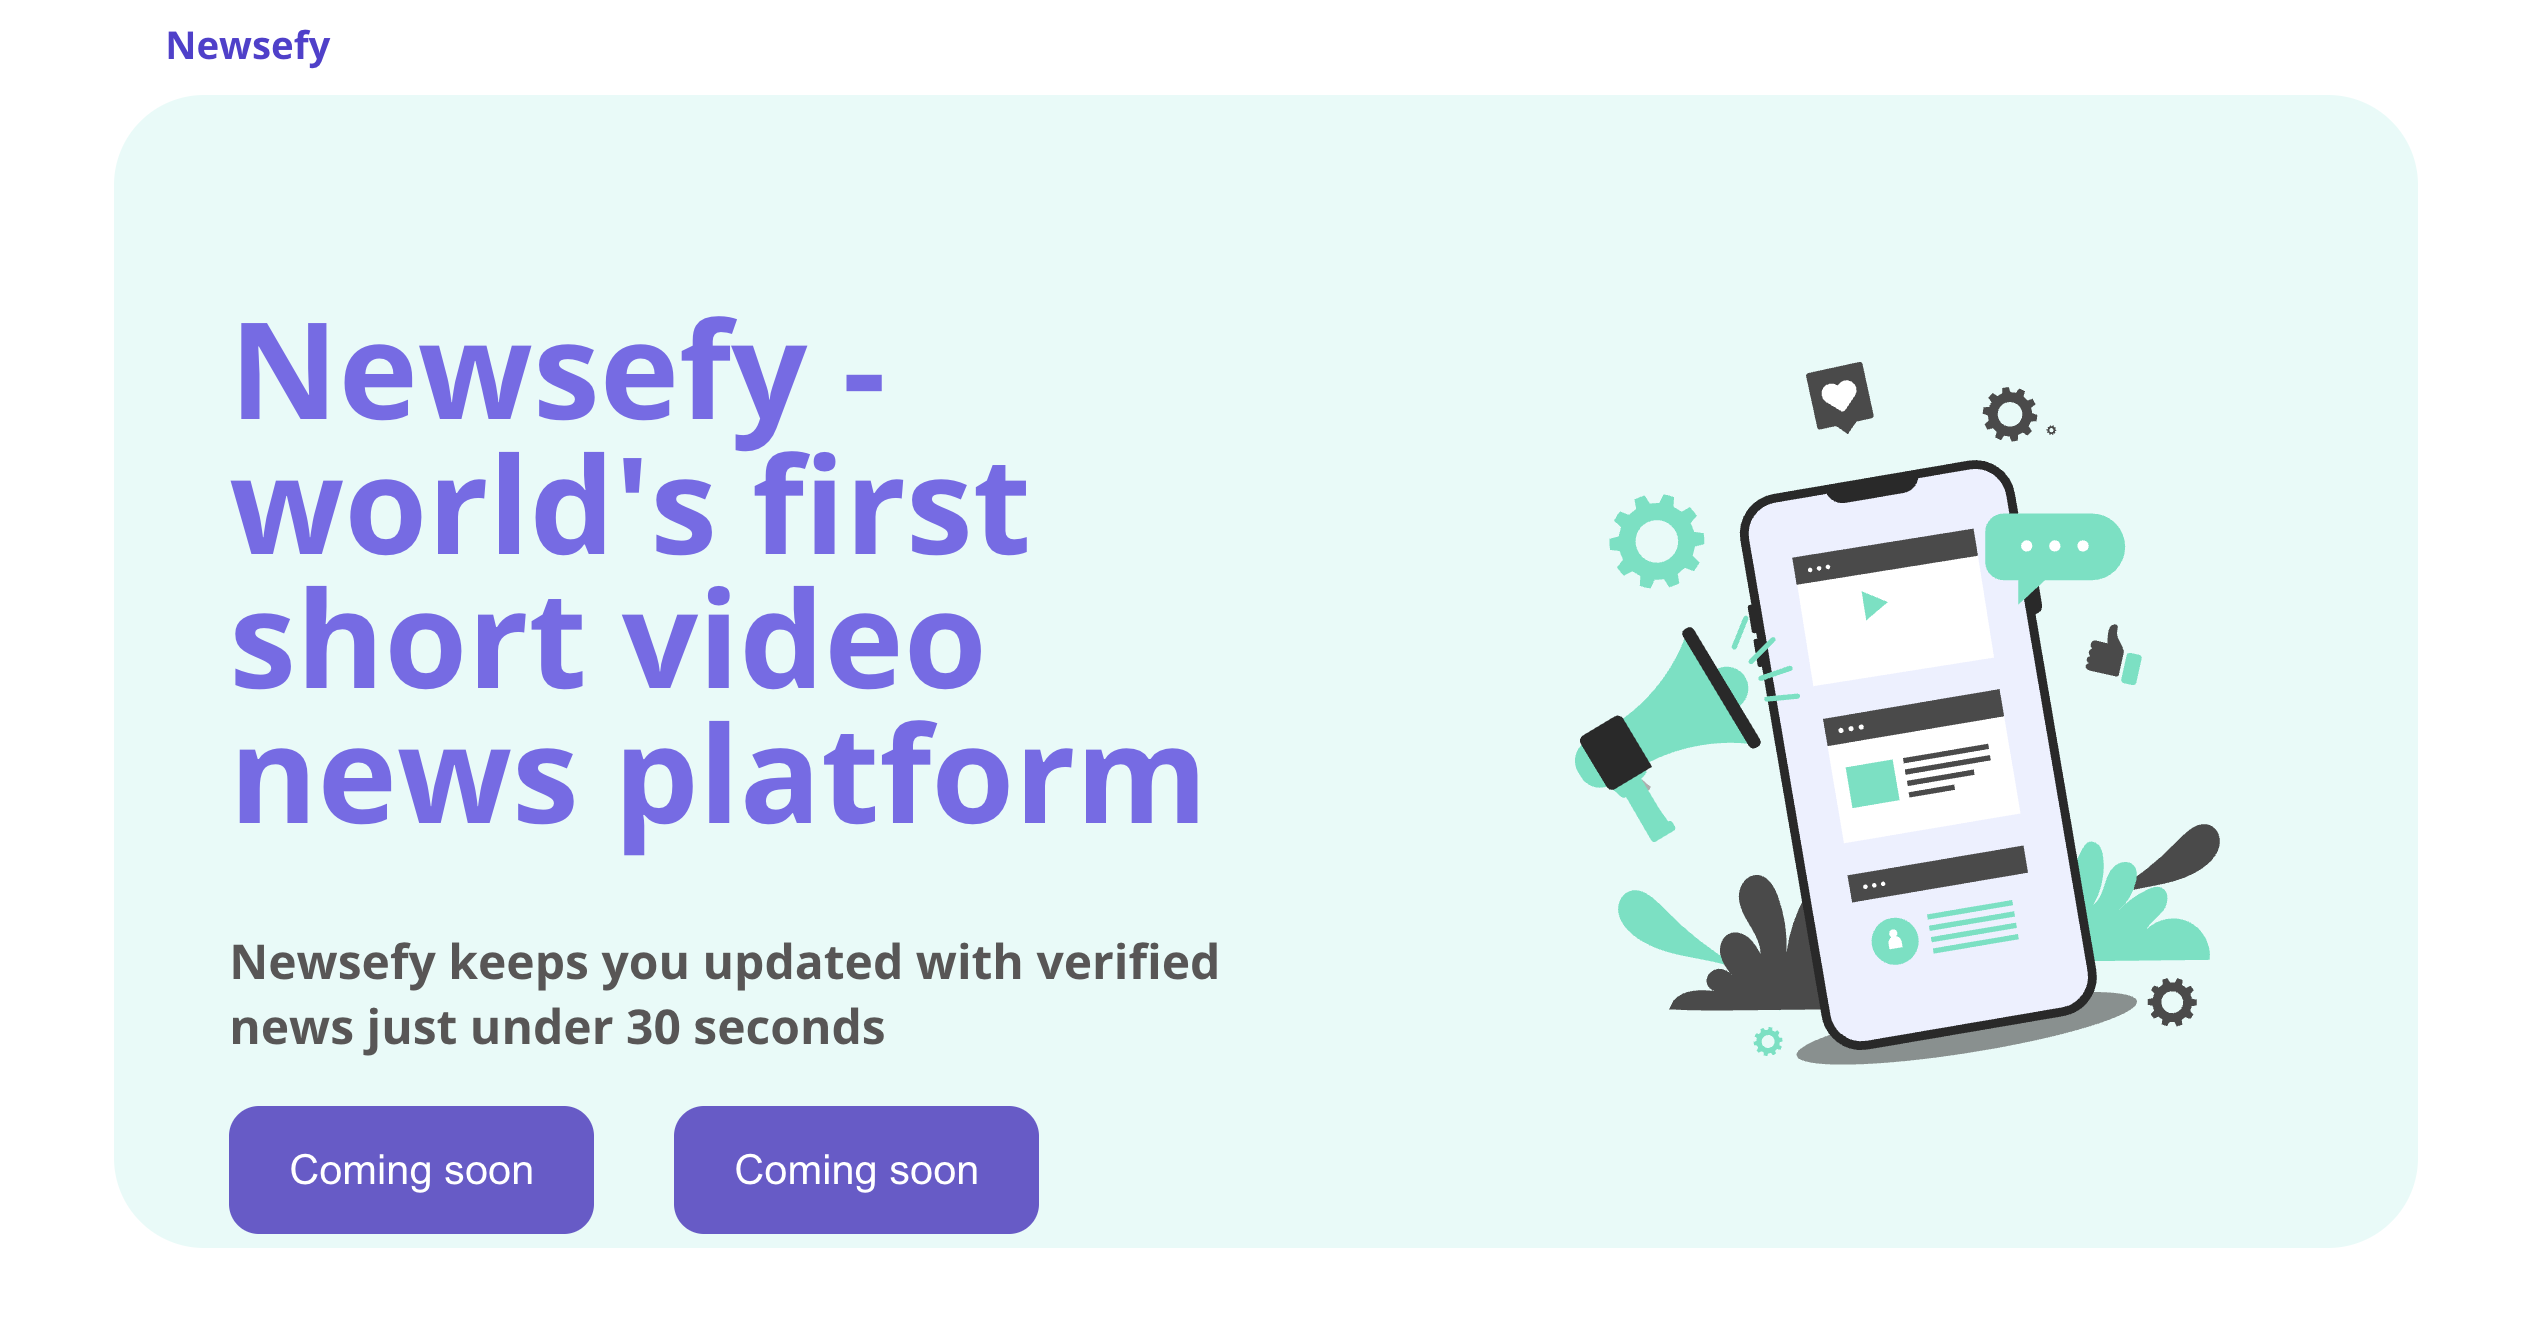 Newsefy
Newsefy -
world's first
short video
news platform
Newsefy keeps you updated with verified
news just under 30 seconds
Coming soon
Coming soon